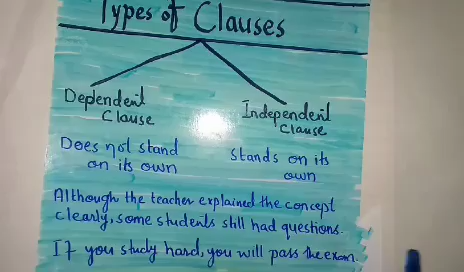 Types of Clauses
Dependent
Clause
Independent
Clause
Does not stand
on its own
Stands on its
own
Although the teacher explained the concept
clearly, some students still had questions.
If you study hard, you will pass the exam.